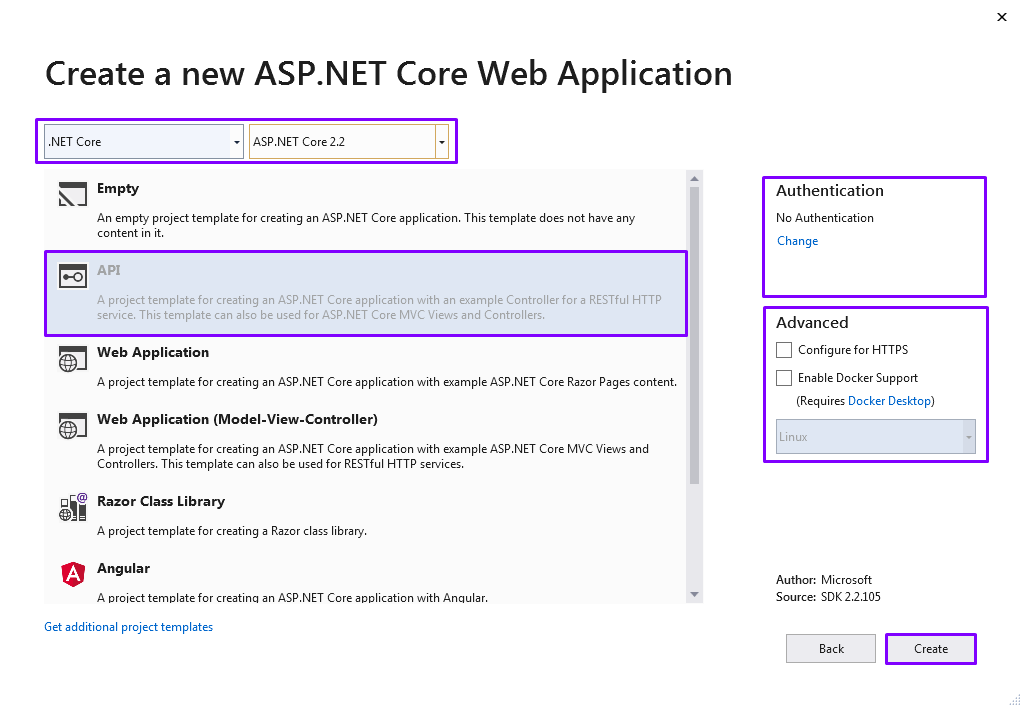 Create a new ASP.NET Core Web Application
.NET Core
ASP.NET Core 2.2
Empty
An empty project template for creating an ASP.NET Core application. This template does not have any
content in it.
API
A project template for creating an ASP.NET Core application with an example Controller for a RESTful HTTP
service. This template can also be used for ASP.NET Core MVC Views and Controllers.
Web Application
A project template for creating an ASP.NET Core application with example ASP.NET Core Razor Pages content.
Web Application (Model-View-Controller)
A project template for creating an ASP.NET Core application with example ASP.NET Core MVC Views and
Controllers. This template can also be used for RESTful HTTP services.
Razor Class Library
A project template for creating a Razor class library.
Angular
A project template for creating an ASP.NET Core application with Angular.
Get additional project templates
Authentication
No Authentication
Change
Advanced
Configure for HTTPS
Enable Docker Support
(Requires Docker Desktop)
Linux
Author: Microsoft
Source: SDK 2.2.105
Back
Create